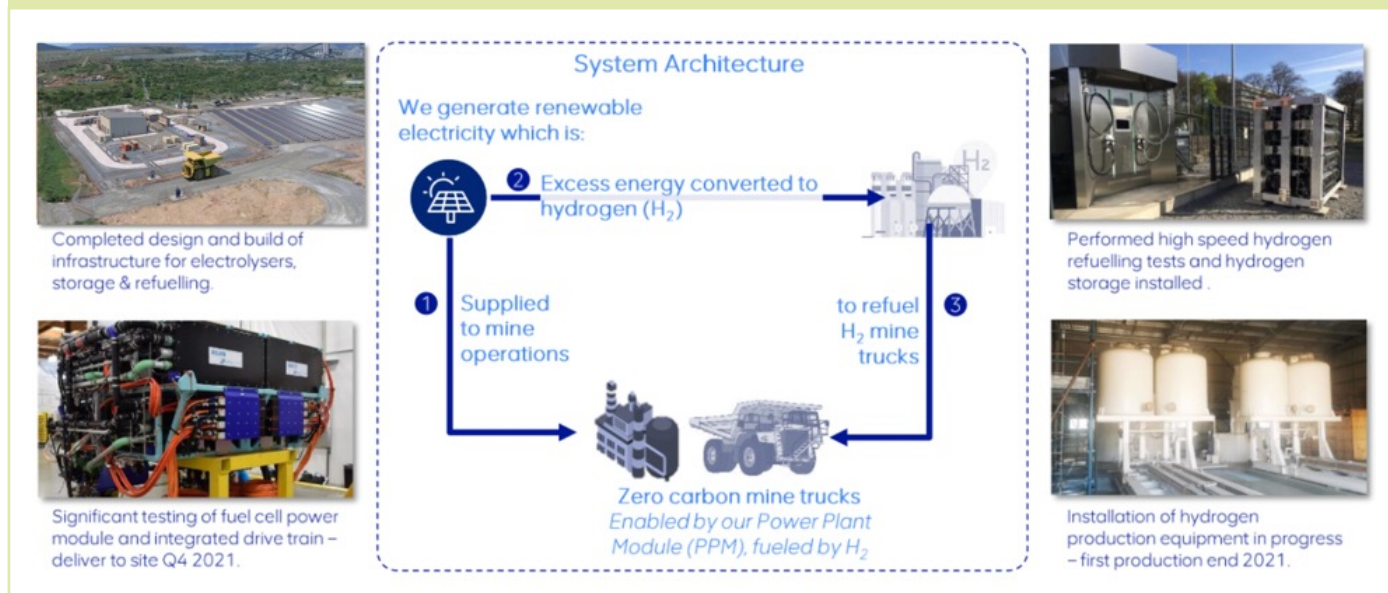 System Architecture
We generate renewable
electricity which is:
2 Excess energy converted to
hydrogen (H₂)
H₂
1 Supplied
to mine
operations
to refuel 3
H₂ mine
trucks
Zero carbon mine trucks
Enabled by our Power Plant
Module (PPM), fueled by H₂
Completed design and build of
infrastructure for electrolysers,
storage & refuelling.
Significant testing of fuel cell power
module and integrated drive train –
deliver to site Q4 2021.
Performed high speed hydrogen
refuelling tests and hydrogen
storage installed .
Installation of hydrogen
production equipment in progress
– first production end 2021.